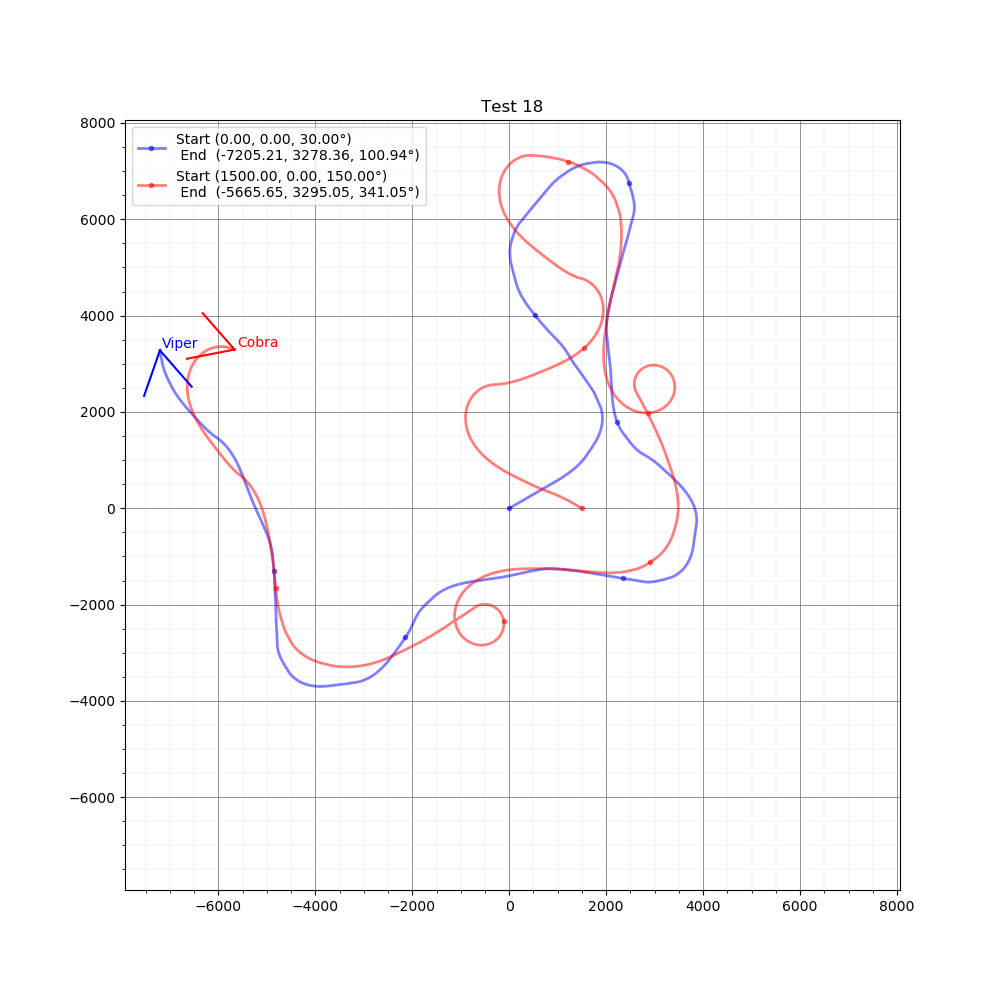 Test 18
Start (0.00, 0.00, 30.00°)
End (-7205.21, 3278.36, 100.94°)
Start (1500.00, 0.00, 150.00°)
End (-5665.65, 3295.05, 341.05°)
8000
6000
4000
2000
0
−2000
−4000
−6000
Viper
Cobra
−6000 −4000 −2000 0 2000 4000 6000 8000